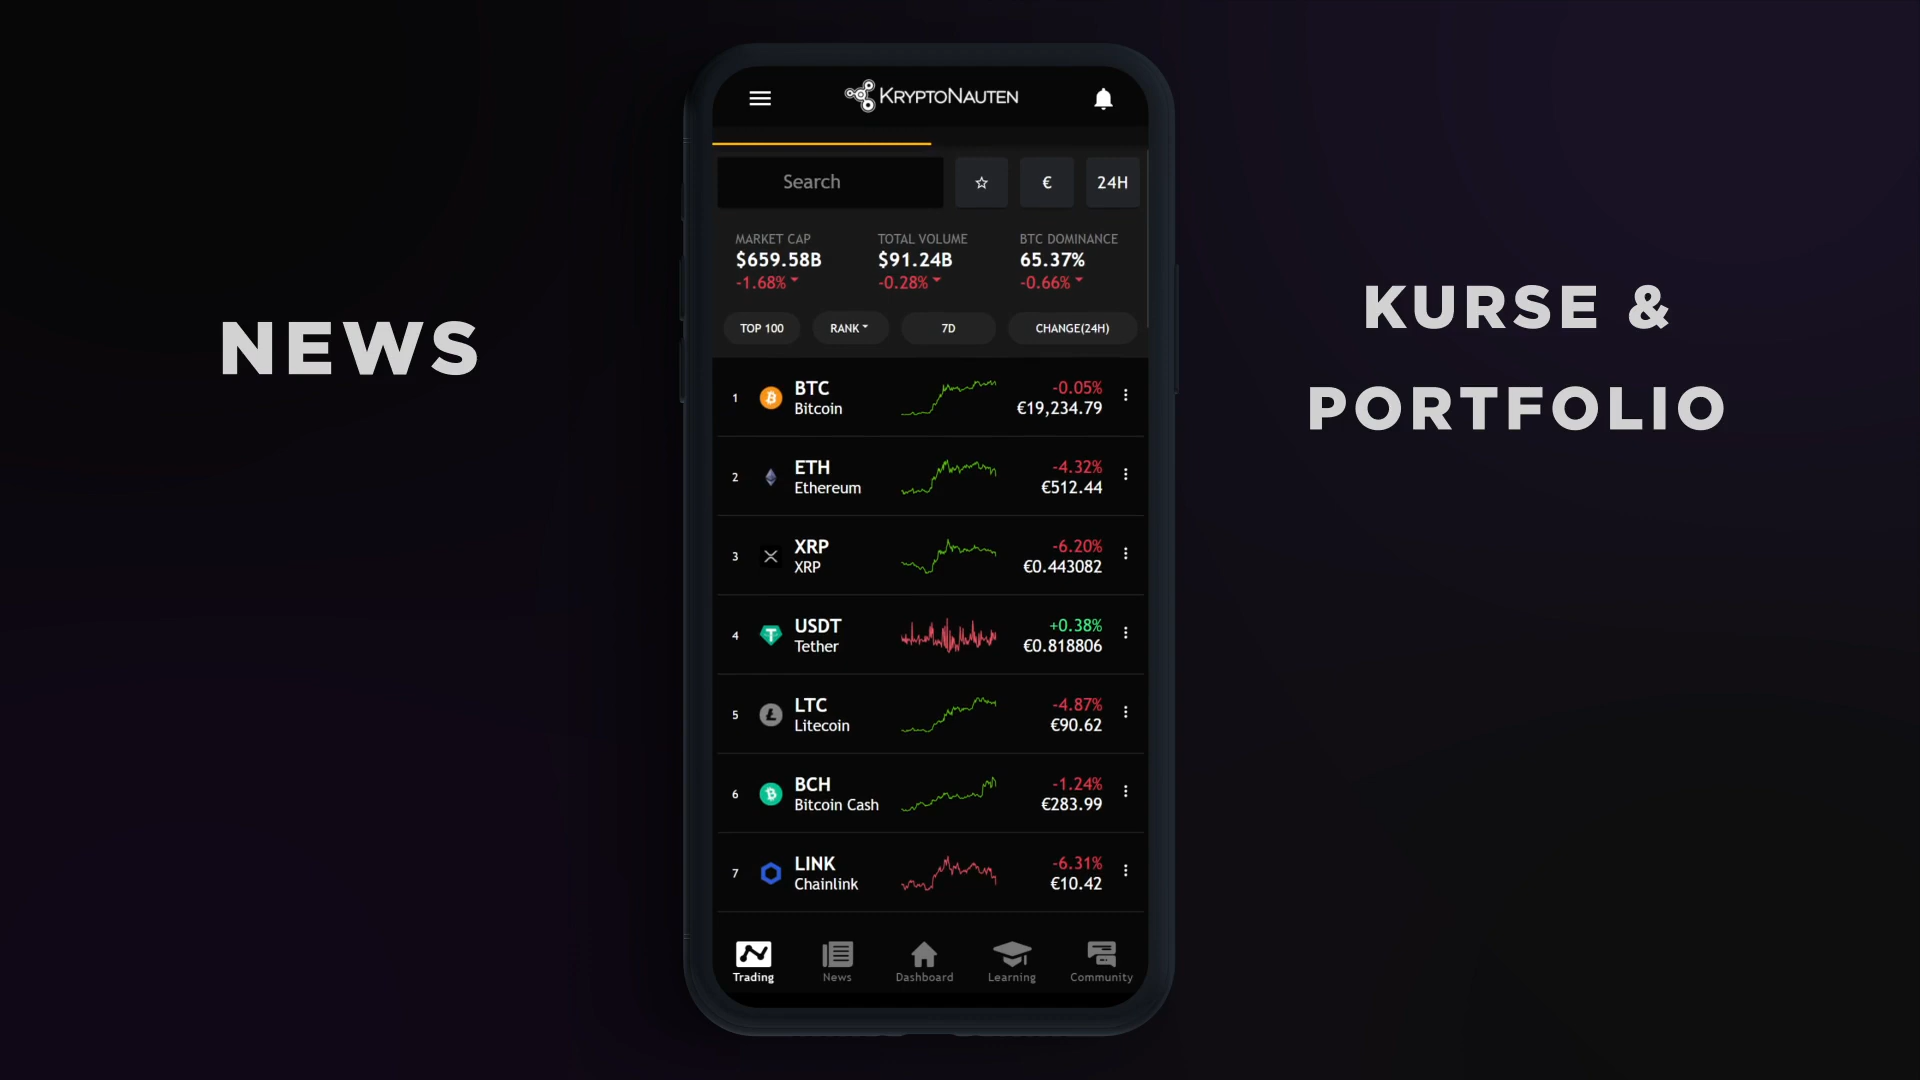 NEWS
KRYPTONAUTEN
Search
€
24H
MARKET CAP
TOTAL VOLUME
BTC DOMINANCE
$659.58B
$91.24B
65.37%
-1.68%
-0.28%
-0.66%
TOP 100
RANK
7D
CHANGE(24H)
1
BTC
Bitcoin
-0.05%
€19,234.79
2
ETH
Ethereum
-4.32%
€512.44
3
XRP
XRP
-6.20%
€0.443082
4
USDT
Tether
+0.38%
€0.818806
5
LTC
Litecoin
-4.87%
€90.62
6
BCH
Bitcoin Cash
-1.24%
€283.99
7
LINK
Chainlink
-6.31%
€10.42
Trading
News
Dashboard
Learning
Community
KURSE &
PORTFOLIO